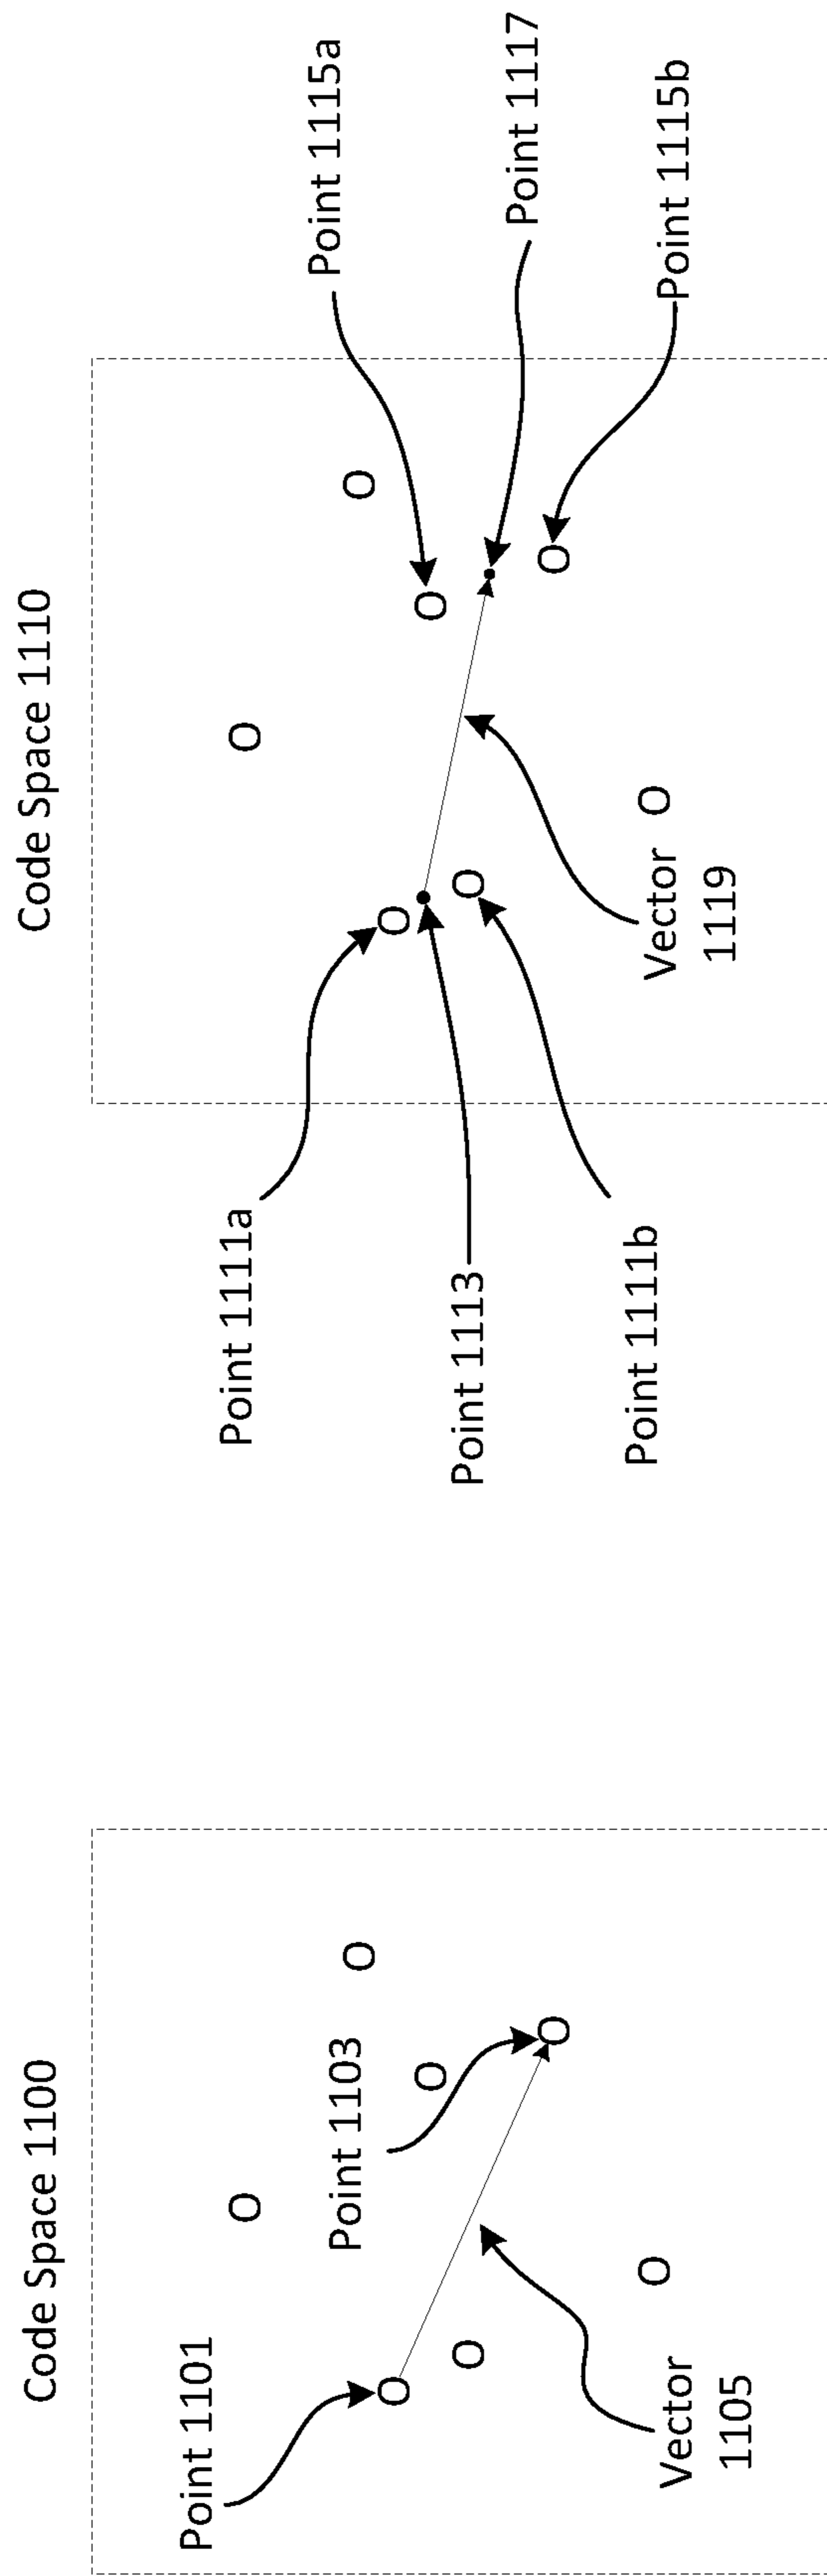 Code Space 1100
Point 1101
Point 1103
Vector
1105
Code Space 1110
Point 1111a
Point 1113
Point 1111b
Vector
1119
Point 1115a
Point 1117
Point 1115b